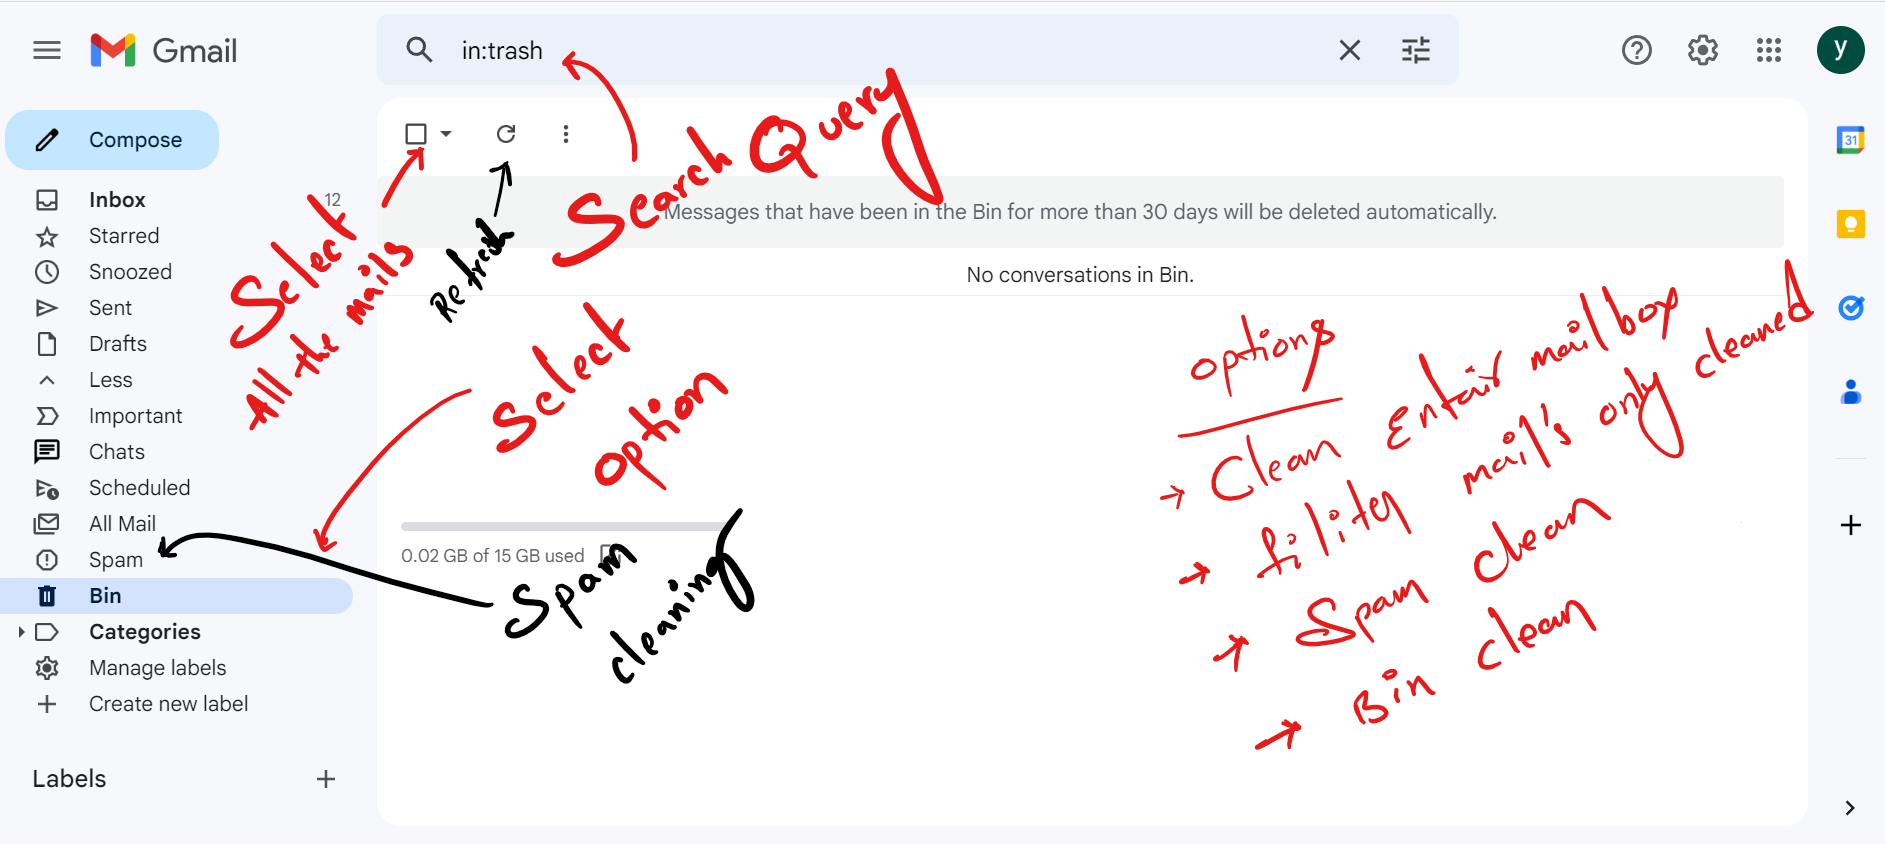 Gmail
in:trash
y
Compose
Inbox 12
Starred
Snoozed
Sent
Drafts
Less
Important
Chats
Scheduled
All Mail
Spam
Bin
Categories
Manage labels
Create new label
Labels
Search Query
Select
All the mails
Refresh
Messages that have been in the Bin for more than 30 days will be deleted automatically.
No conversations in Bin.
Select
option
0.02 GB of 15 GB used
Spam
cleaning
options
→ Clean Entair mailbox
→ filiter mail's only cleaned
→ Spam clean
→ Bin clean
31